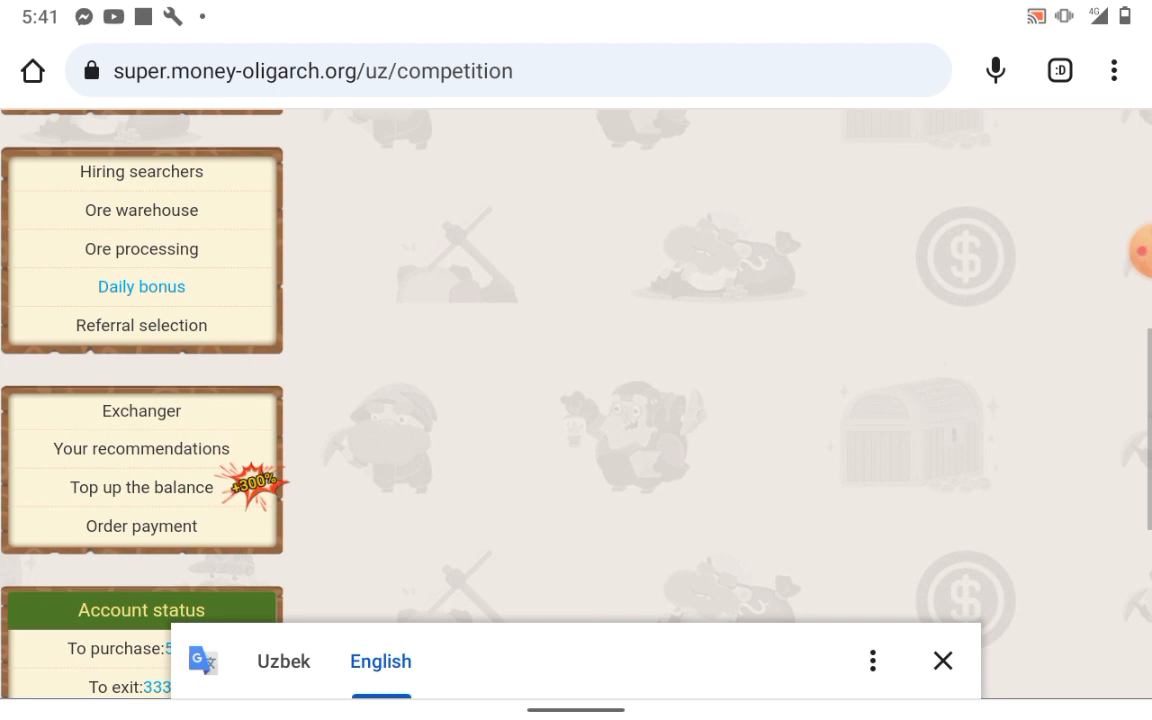 5:41
4G
super.money-oligarch.org/uz/competition
:D
Hiring searchers
Ore warehouse
Ore processing
Daily bonus
Referral selection
Exchanger
Your recommendations
Top up the balance
+300%
Order payment
Account status
To purchase:5
To exit:333
Uzbek
English